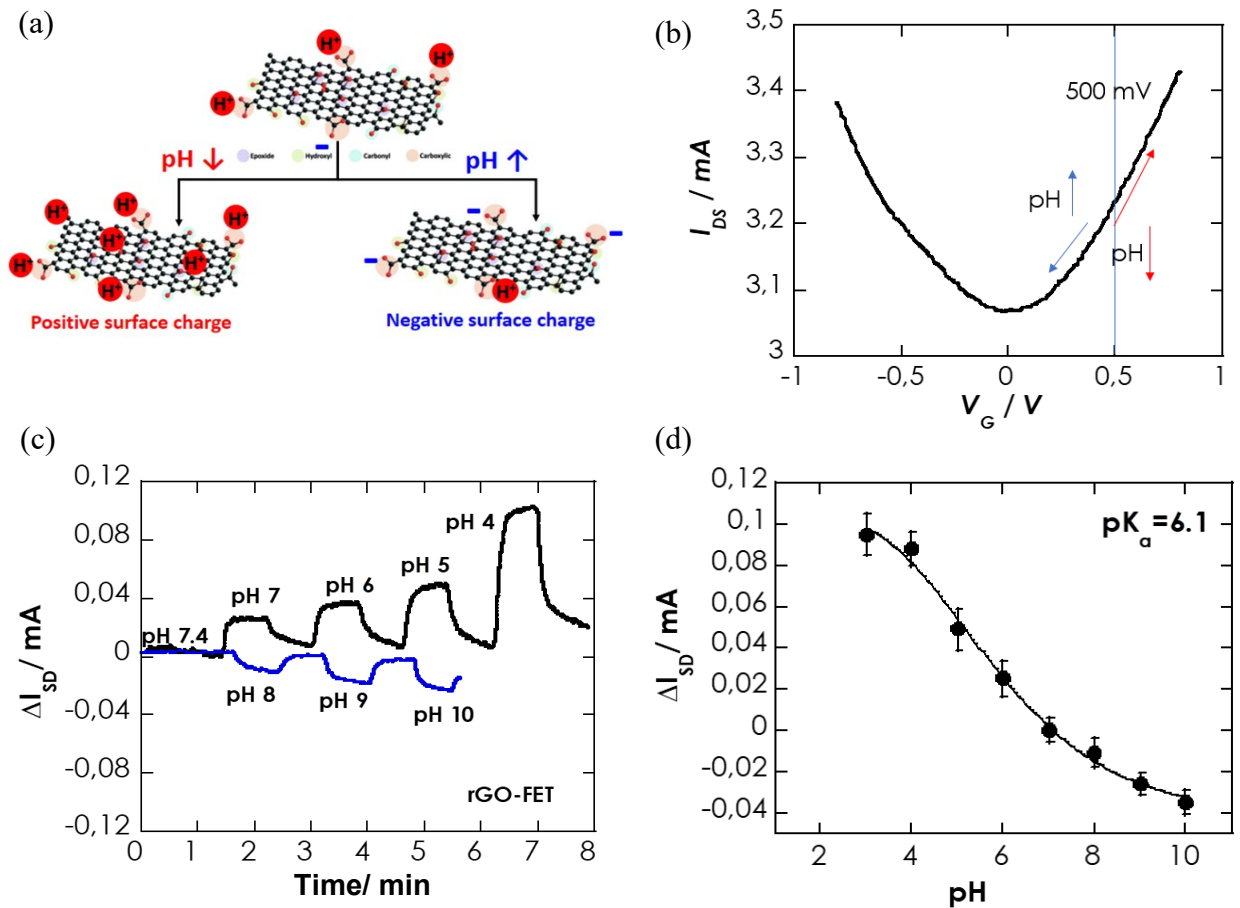 (a)
H+
H+
H+
Epoxide Hydroxyl Carbonyl Carboxylic
pH ↓
pH ↑
H+
H+
H+
H+
H+
H+
H+
Positive surface charge
Negative surface charge
(b)
3,5
3,4
3,3
3,2
3,1
3
I_DS / mA
500 mV
pH
pH
-1
-0,5
0
0,5
1
V_G / V
(c)
0,12
0,08
0,04
0
-0,04
-0,08
-0,12
ΔI_SD / mA
pH 7.4
pH 7
pH 6
pH 5
pH 4
pH 8
pH 9
pH 10
rGO-FET
0 1 2 3 4 5 6 7 8
Time/ min
(d)
0,12
0,1
0,08
0,06
0,04
0,02
0
-0,02
-0,04
ΔI_SD / mA
pK_a=6.1
2 4 6 8 10
pH